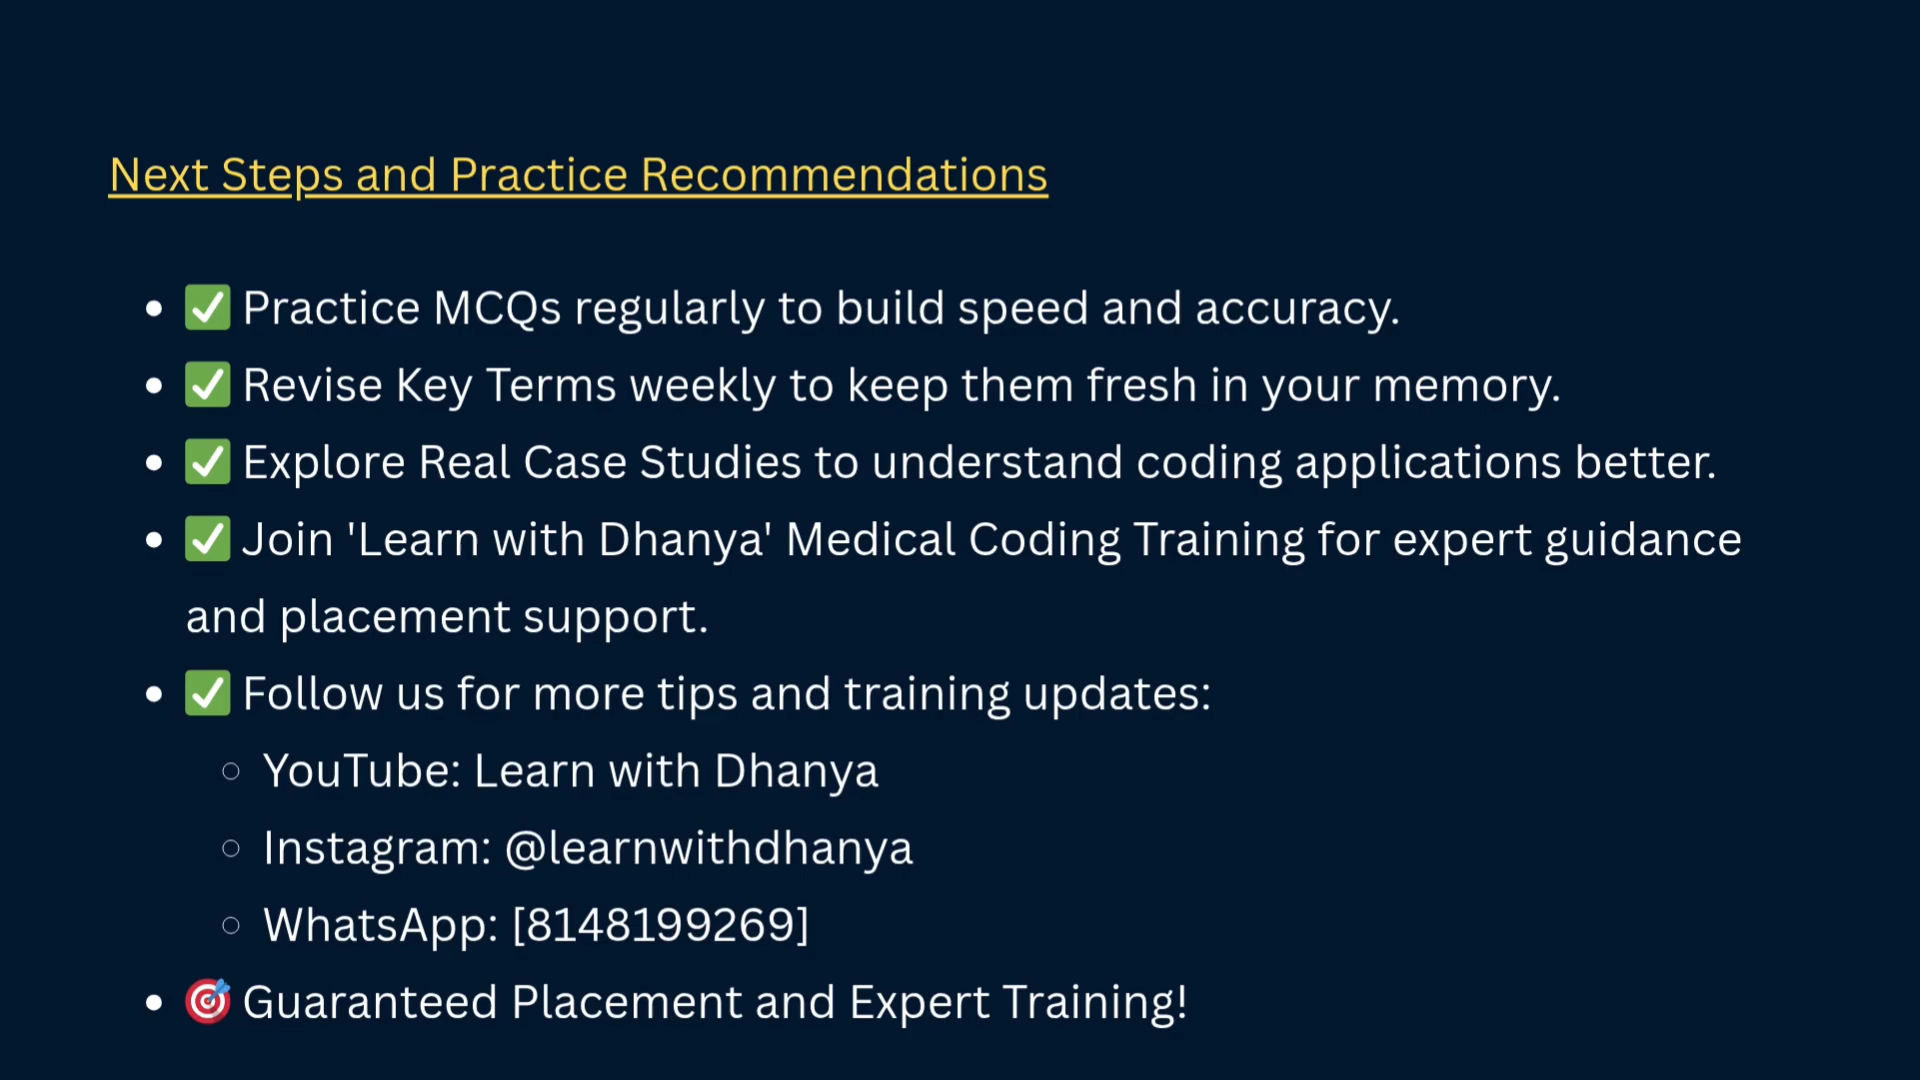 Next Steps and Practice Recommendations
• ✅ Practice MCQs regularly to build speed and accuracy.
• ✅ Revise Key Terms weekly to keep them fresh in your memory.
• ✅ Explore Real Case Studies to understand coding applications better.
• ✅ Join 'Learn with Dhanya' Medical Coding Training for expert guidance
and placement support.
• ✅ Follow us for more tips and training updates:
○ YouTube: Learn with Dhanya
○ Instagram: @learnwithdhanya
○ WhatsApp: [8148199269]
• 🎯 Guaranteed Placement and Expert Training!